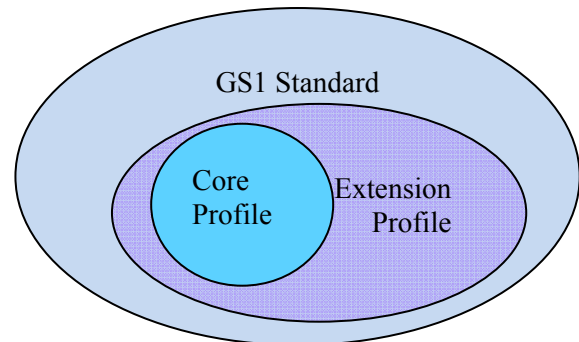 GS1 Standard
Core
Profile
Extension
Profile